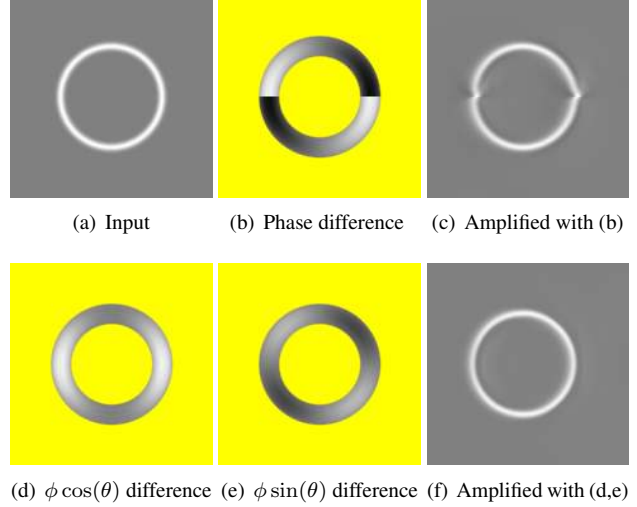 (a) Input (b) Phase difference (c) Amplified with (b)
(d) ϕ cos(θ) difference (e) ϕ sin(θ) difference (f) Amplified with (d,e)